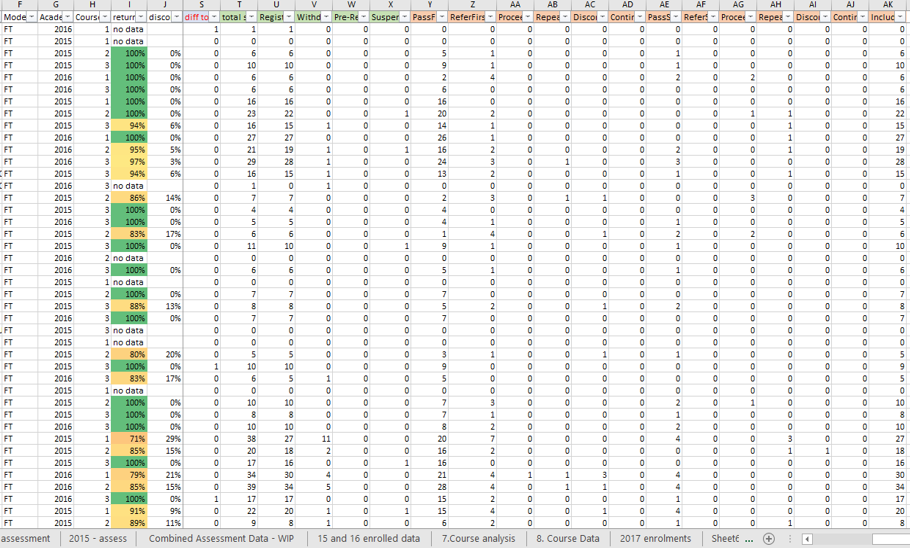 F G H I J S T U V W X Y Z AA AB AC AD AE AF AG AH AI AJ AK
Mode Acade Course return disco diff to total s Regist Withd Pre-Re Susper PassF ReferFirs Procee Repea Discor Contir PassS ReferI Procee Repea Discor Contir Includ
FT 2016 1 no data 1 1 1 0 0 0 0 0 0 0 0 0 0 0 0 0 0 0 0
FT 2015 1 no data 0 0 0 0 0 0 0 0 0 0 0 0 0 0 0 0 0 0 0
FT 2015 2 100% 0% 0 6 6 0 0 0 5 1 0 0 0 0 0 0 0 0 0 0 6
FT 2015 3 100% 0% 0 10 10 0 0 0 9 1 0 0 0 0 1 0 0 0 0 0 10
FT 2016 1 100% 0% 0 6 6 0 0 0 2 4 0 0 0 0 2 0 2 0 0 0 6
FT 2016 3 100% 0% 0 6 6 0 0 0 6 0 0 0 0 0 0 0 0 0 0 0 6
FT 2015 1 100% 0% 0 16 16 0 0 0 16 0 0 0 0 0 0 0 0 0 0 0 16
FT 2015 2 100% 0% 0 23 22 0 0 1 20 2 0 0 0 0 0 0 1 1 0 0 22
FT 2015 3 94% 6% 0 16 15 1 0 0 14 1 0 0 0 0 0 0 0 1 0 0 15
FT 2016 1 100% 0% 0 27 27 0 0 0 26 1 0 0 0 0 0 0 0 1 0 0 27
FT 2016 2 95% 5% 0 21 19 1 0 1 16 2 0 0 0 0 2 0 0 1 0 0 19
FT 2016 3 97% 3% 0 29 28 1 0 0 24 3 0 1 0 0 3 0 0 0 0 0 28
FT 2015 3 94% 6% 0 16 15 1 0 0 13 2 0 0 0 0 1 0 0 1 0 0 15
FT 2016 3 no data 0 1 0 1 0 0 0 0 0 0 0 0 0 0 0 0 0 0 0
FT 2015 2 86% 14% 0 7 7 0 0 0 2 3 0 1 1 0 0 0 3 0 0 0 7
FT 2015 3 100% 0% 0 4 4 0 0 0 4 0 0 0 0 0 0 0 0 0 0 0 4
FT 2016 3 100% 0% 0 5 5 0 0 0 4 1 0 0 0 0 1 0 0 0 0 0 5
FT 2015 2 83% 17% 0 6 6 0 0 0 1 4 0 0 1 0 2 0 2 0 0 0 6
FT 2015 3 100% 0% 0 11 10 0 0 1 9 1 0 0 0 0 1 0 0 0 0 0 10
FT 2016 2 no data 0 0 0 0 0 0 0 0 0 0 0 0 0 0 0 0 0 0 0
FT 2016 3 100% 0% 0 6 6 0 0 0 5 1 0 0 0 0 1 0 0 0 0 0 6
FT 2015 1 no data 0 0 0 0 0 0 0 0 0 0 0 0 0 0 0 0 0 0 0
FT 2015 2 100% 0% 0 7 7 0 0 0 7 0 0 0 0 0 0 0 0 0 0 0 7
FT 2015 3 88% 13% 0 8 8 0 0 0 5 2 0 0 1 0 2 0 0 0 0 0 8
FT 2016 3 100% 0% 0 7 7 0 0 0 7 0 0 0 0 0 0 0 0 0 0 0 7
FT 2015 3 no data 0 0 0 0 0 0 0 0 0 0 0 0 0 0 0 0 0 0 0
FT 2015 1 no data 0 0 0 0 0 0 0 0 0 0 0 0 0 0 0 0 0 0 0
FT 2015 2 80% 20% 0 5 5 0 0 0 3 1 0 0 1 0 1 0 0 0 0 0 5
FT 2015 3 100% 0% 1 10 10 0 0 0 9 0 0 0 0 0 0 0 0 0 0 0 9
FT 2016 3 83% 17% 0 6 5 1 0 0 5 0 0 0 0 0 0 0 0 0 0 0 5
FT 2015 1 no data 0 0 0 0 0 0 0 0 0 0 0 0 0 0 0 0 0 0 0
FT 2015 2 100% 0% 0 10 10 0 0 0 7 3 0 0 0 0 2 0 1 0 0 0 10
FT 2015 3 100% 0% 0 8 8 0 0 0 7 1 0 0 0 0 1 0 0 0 0 0 8
FT 2016 3 100% 0% 0 10 10 0 0 0 8 2 0 0 0 0 2 0 0 0 0 0 10
FT 2015 1 71% 29% 0 38 27 11 0 0 20 7 0 0 0 0 4 0 0 3 0 0 27
FT 2015 2 85% 15% 0 20 18 2 0 0 16 2 0 0 0 0 0 0 0 1 1 0 18
FT 2015 3 100% 0% 0 17 16 0 0 1 16 0 0 0 0 0 0 0 0 0 0 0 16
FT 2016 1 79% 21% 0 34 30 4 0 0 21 4 1 1 3 0 4 0 0 0 0 0 30
FT 2016 2 85% 15% 0 39 34 5 0 0 28 4 0 1 1 0 4 0 0 0 0 0 34
FT 2016 3 100% 0% 1 17 17 0 0 0 15 2 0 0 0 0 1 0 0 0 0 0 17
FT 2015 1 91% 9% 0 22 20 1 0 1 15 4 0 0 1 0 4 0 0 0 0 0 20
FT 2015 2 89% 11% 0 9 8 1 0 0 6 2 0 0 0 0 1 0 0 1 0 0 8
assessment 2015 - assess Combined Assessment Data - WIP 15 and 16 enrolled data 7.Course analysis 8. Course Data 2017 enrolments Sheet6 ...